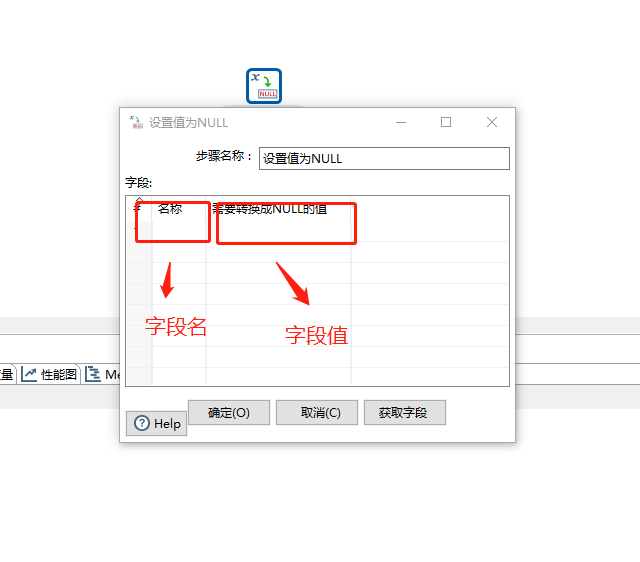 NULL
设置值为NULL
步骤名称： 设置值为NULL
字段:
# 名称 需要转换成NULL的值
字段名 字段值
量 性能图 Me
确定(O) 取消(C) 获取字段
Help